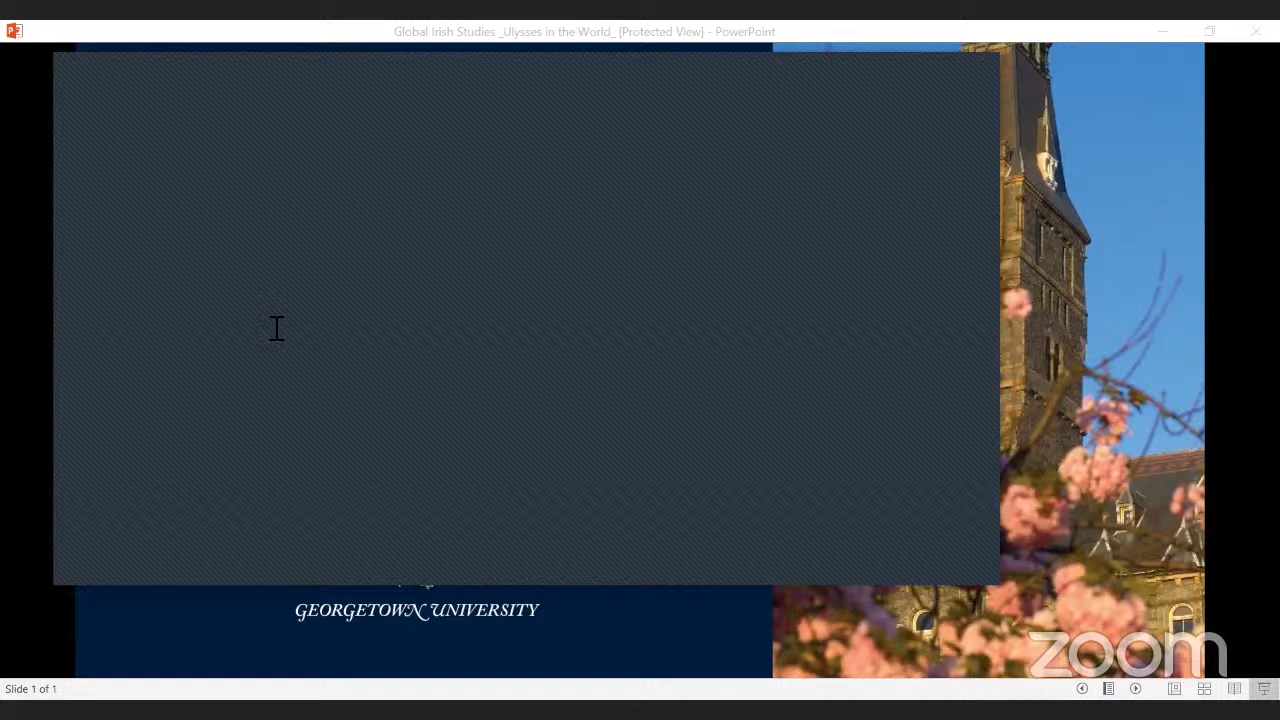 Global Irish Studies _Ulysses in the World_ [Protected View] - PowerPoint
GEORGETOWN UNIVERSITY
zoom
Slide 1 of 1